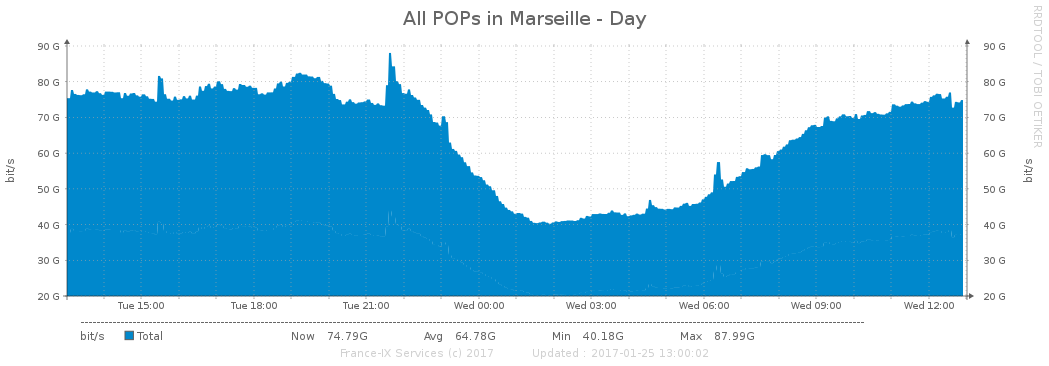 All POPs in Marseille - Day
RRDTOOL / TOBI OETIKER
90 G 90 G
80 G 80 G
70 G 70 G
60 G 60 G
bit/s bit/s
50 G 50 G
40 G 40 G
30 G 30 G
20 G 20 G
Tue 15:00 Tue 18:00 Tue 21:00 Wed 00:00 Wed 03:00 Wed 06:00 Wed 09:00 Wed 12:00
bit/s Total Now 74.79G Avg 64.78G Min 40.18G Max 87.99G
France-IX Services (c) 2017 Updated : 2017-01-25 13:00:02